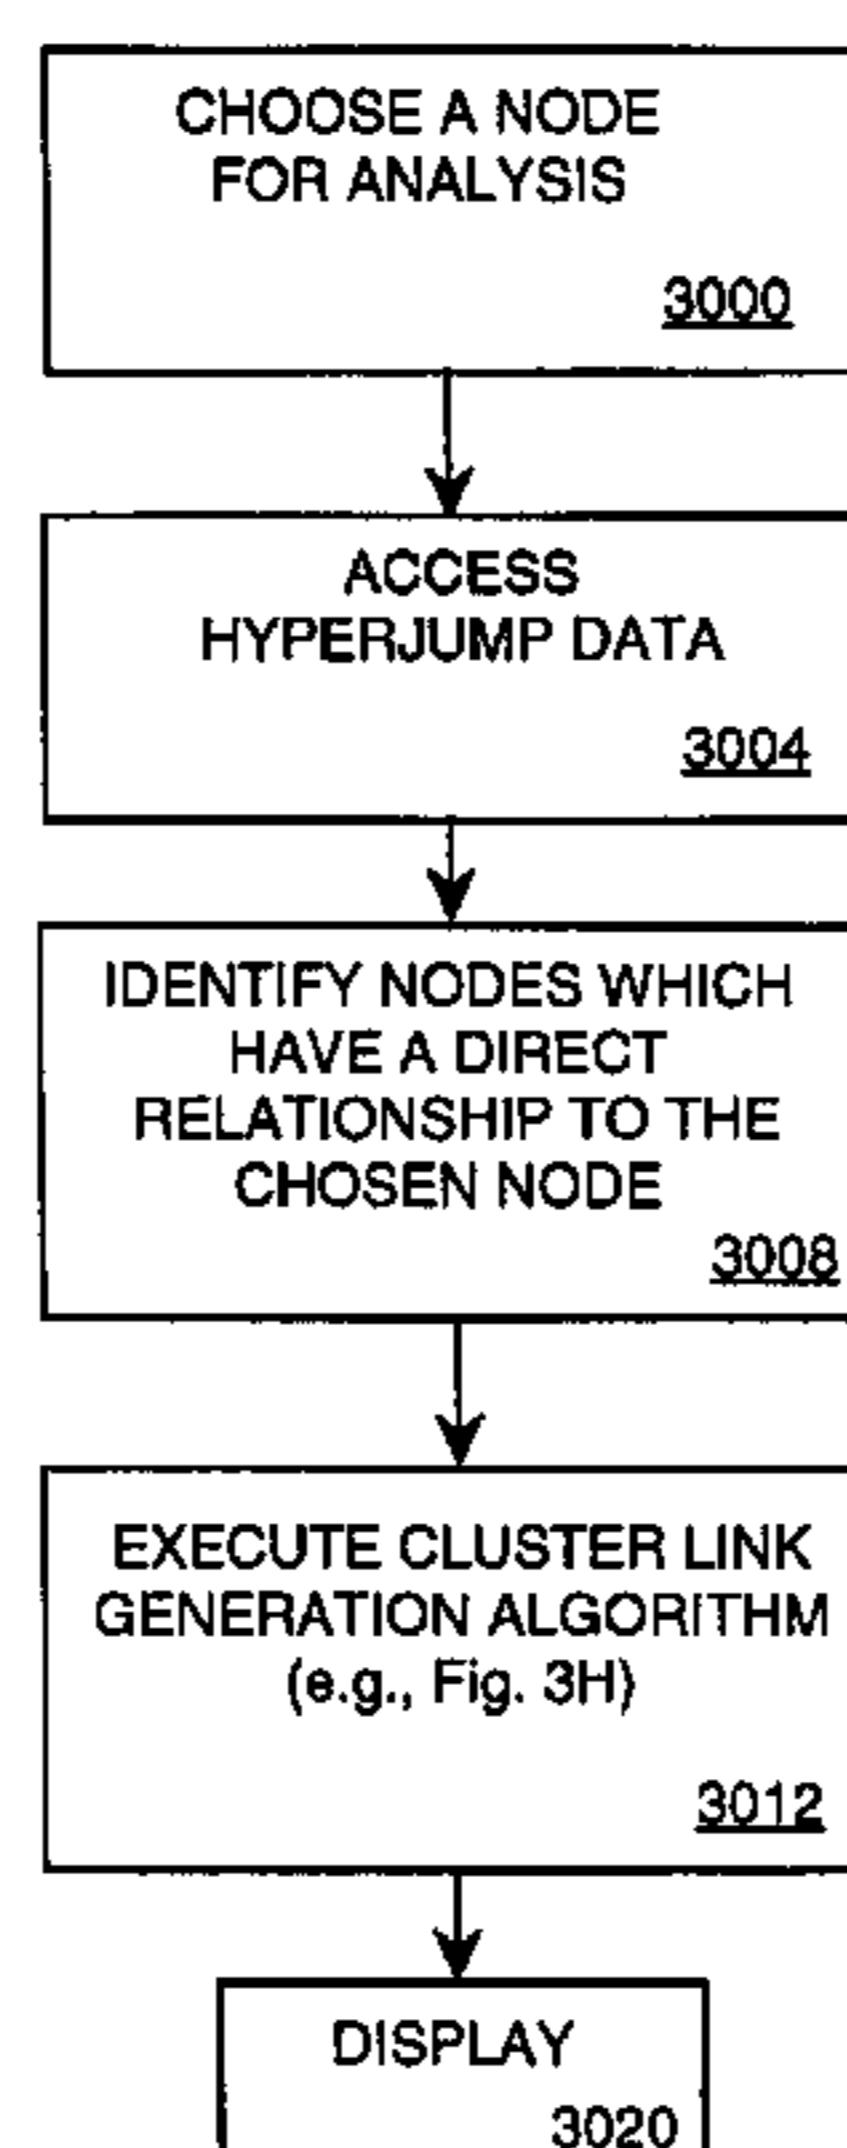 CHOOSE A NODE
FOR ANALYSIS
3000
ACCESS
HYPERJUMP DATA
3004
IDENTIFY NODES WHICH
HAVE A DIRECT
RELATIONSHIP TO THE
CHOSEN NODE
3008
EXECUTE CLUSTER LINK
GENERATION ALGORITHM
(e.g., Fig. 3H)
3012
DISPLAY
3020